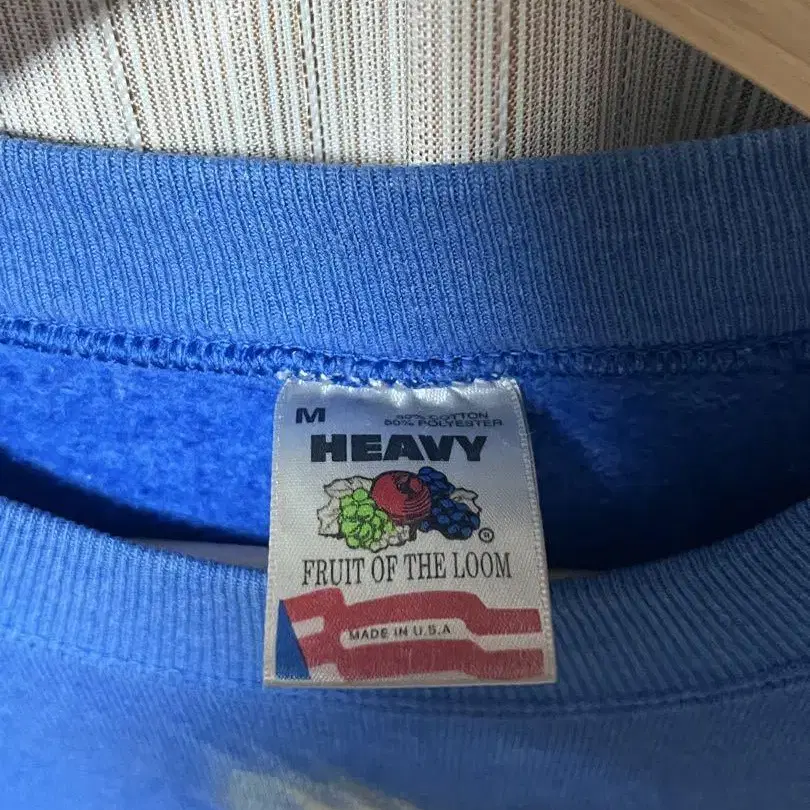 M
50% COTTON
50% POLYESTER
HEAVY
®
FRUIT OF THE LOOM
MADE IN U.S.A